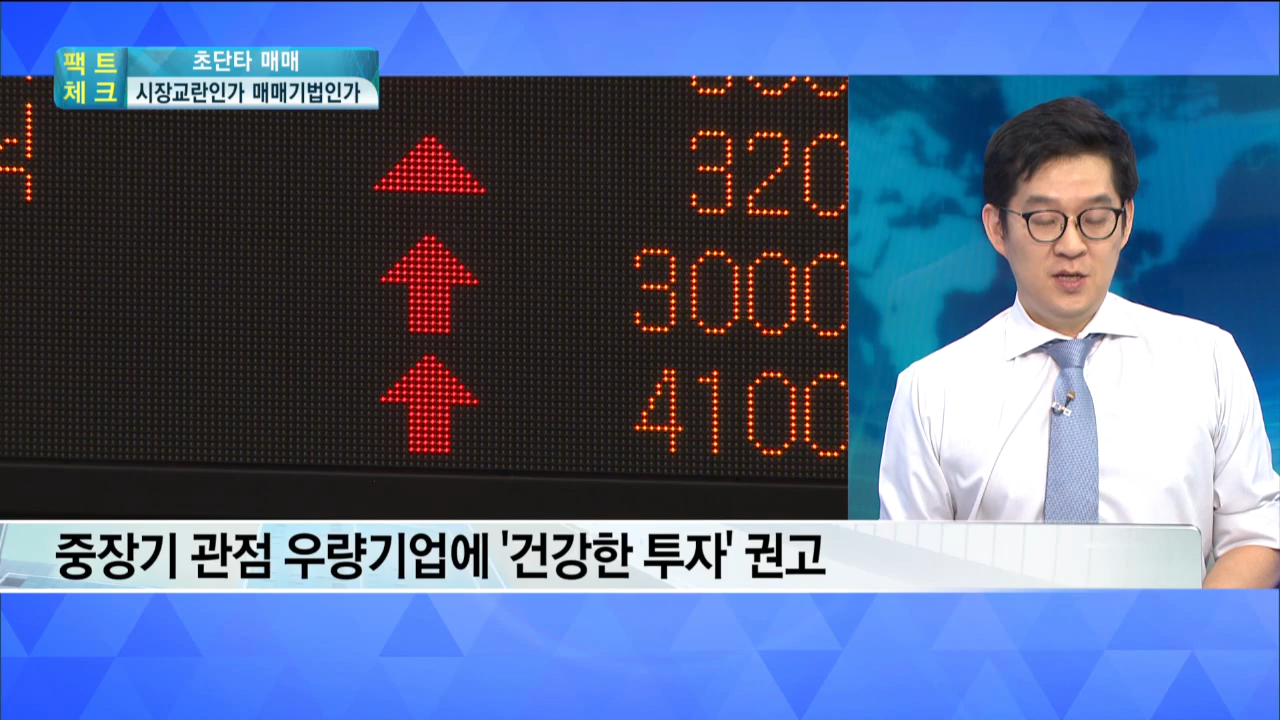 팩트
체크
초단타 매매
시장교란인가 매매기법인가
320
3000
4100
중장기 관점 우량기업에 '건강한 투자' 권고